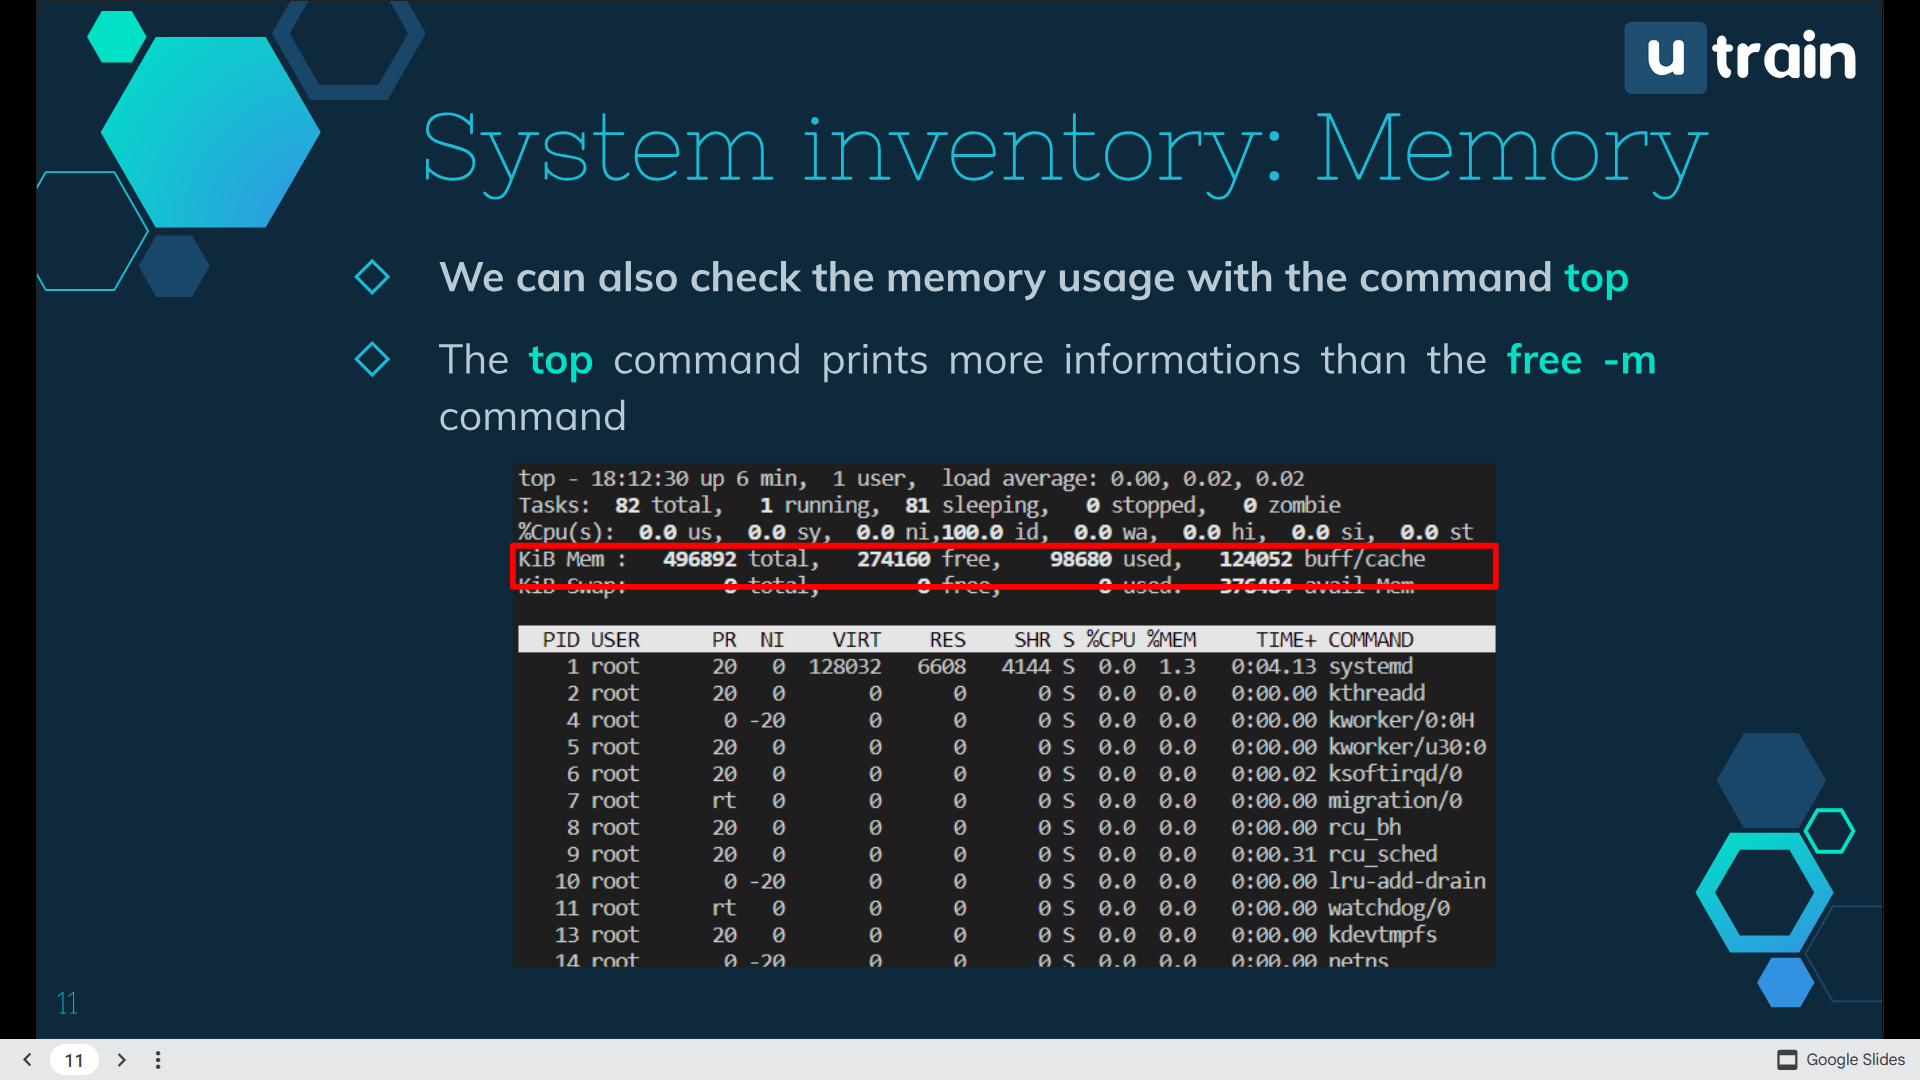 u train
System inventory: Memory
We can also check the memory usage with the command top
The top command prints more informations than the free -m
command
top - 18:12:30 up 6 min,  1 user,  load average: 0.00, 0.02, 0.02
Tasks:  82 total,   1 running,  81 sleeping,   0 stopped,   0 zombie
%Cpu(s):  0.0 us,  0.0 sy,  0.0 ni,100.0 id,  0.0 wa,  0.0 hi,  0.0 si,  0.0 st
KiB Mem :   496892 total,   274160 free,    98680 used,   124052 buff/cache
KiB Swap:        0 total,        0 free,        0 used.   376484 avail Mem
PID USER      PR  NI    VIRT    RES    SHR S %CPU %MEM     TIME+ COMMAND
1 root      20   0  128032   6608   4144 S  0.0  1.3   0:04.13 systemd
2 root      20   0       0      0      0 S  0.0  0.0   0:00.00 kthreadd
4 root       0 -20       0      0      0 S  0.0  0.0   0:00.00 kworker/0:0H
5 root      20   0       0      0      0 S  0.0  0.0   0:00.00 kworker/u30:0
6 root      20   0       0      0      0 S  0.0  0.0   0:00.02 ksoftirqd/0
7 root      rt   0       0      0      0 S  0.0  0.0   0:00.00 migration/0
8 root      20   0       0      0      0 S  0.0  0.0   0:00.00 rcu_bh
9 root      20   0       0      0      0 S  0.0  0.0   0:00.31 rcu_sched
10 root       0 -20       0      0      0 S  0.0  0.0   0:00.00 lru-add-drain
11 root      rt   0       0      0      0 S  0.0  0.0   0:00.00 watchdog/0
13 root      20   0       0      0      0 S  0.0  0.0   0:00.00 kdevtmpfs
14 root       0 -20       0      0      0 S  0.0  0.0   0:00.00 netns
11
11
Google Slides